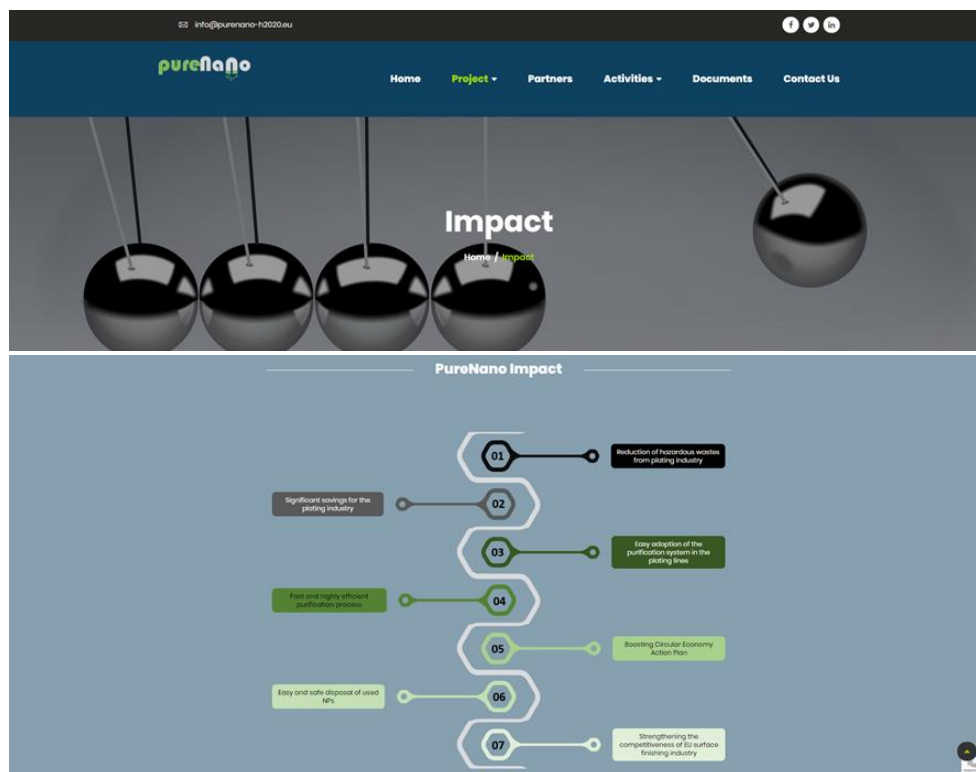 info@purenano-h2020.eu
pureNaNo
Home Project Partners Activities Documents Contact Us
Impact
Home / Impact
PureNano Impact
01
Reduction of hazardous wastes
from plating industry
Significant savings for the
plating industry
02
03
Easy adoption of the
purification system in the
plating lines
Fast and highly efficient
purification process
04
05
Boosting Circular Economy
Action Plan
Easy and safe disposal of used
NPs
06
07
Strengthening the
competitiveness of EU surface
finishing industry